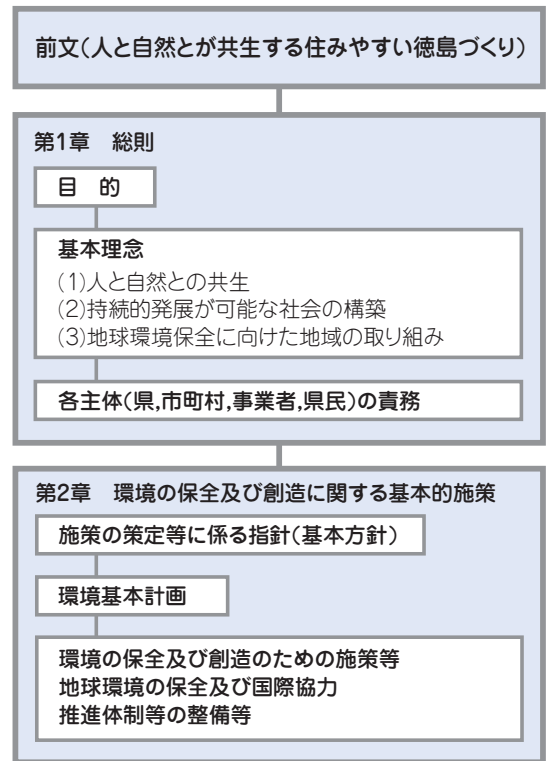 前文(人と自然とが共生する住みやすい徳島づくり)
第1章 総則
目 的
基本理念
(1)人と自然との共生
(2)持続的発展が可能な社会の構築
(3)地球環境保全に向けた地域の取り組み
各主体(県,市町村,事業者,県民)の責務
第2章 環境の保全及び創造に関する基本的施策
施策の策定等に係る指針(基本方針)
環境基本計画
環境の保全及び創造のための施策等
地球環境の保全及び国際協力
推進体制等の整備等